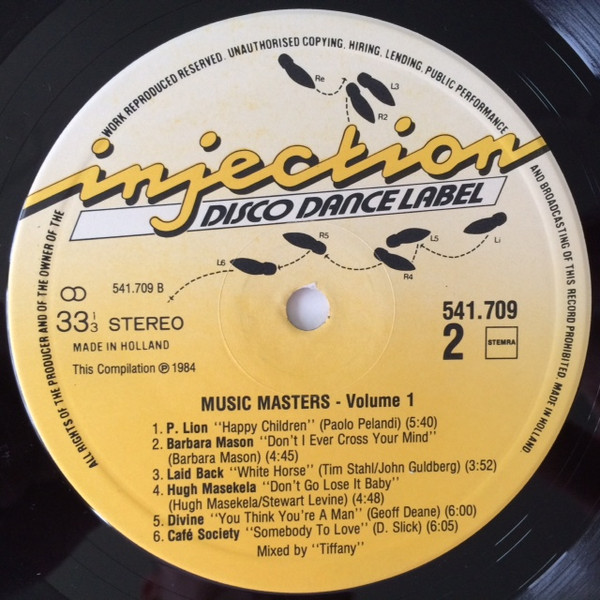 ALL RIGHTS OF THE PRODUCER AND OF THE OWNER OF THE WORK REPRODUCED RESERVED. UNAUTHORISED COPYING, HIRING, LENDING, PUBLIC PERFORMANCE AND BROADCASTING OF THIS RECORD PROHIBITED. MADE IN HOLLAND.
Re
L3
R2
injection
DISCO DANCE LABEL
R5
L5
Li
L6
R4
541.709 B
33 1/3 STEREO
MADE IN HOLLAND
This Compilation ℗ 1984
541.709
2
STEMRA
MUSIC MASTERS - Volume 1
1. P. Lion "Happy Children" (Paolo Pelandi) (5:40)
2. Barbara Mason "Don't I Ever Cross Your Mind"
(Barbara Mason) (4:45)
3. Laid Back "White Horse" (Tim Stahl/John Guldberg) (3:52)
4. Hugh Masekela "Don't Go Lose It Baby"
(Hugh Masekela/Stewart Levine) (4:48)
5. Divine "You Think You're A Man" (Geoff Deane) (6:00)
6. Café Society "Somebody To Love" (D. Slick) (6:05)
Mixed by "Tiffany"